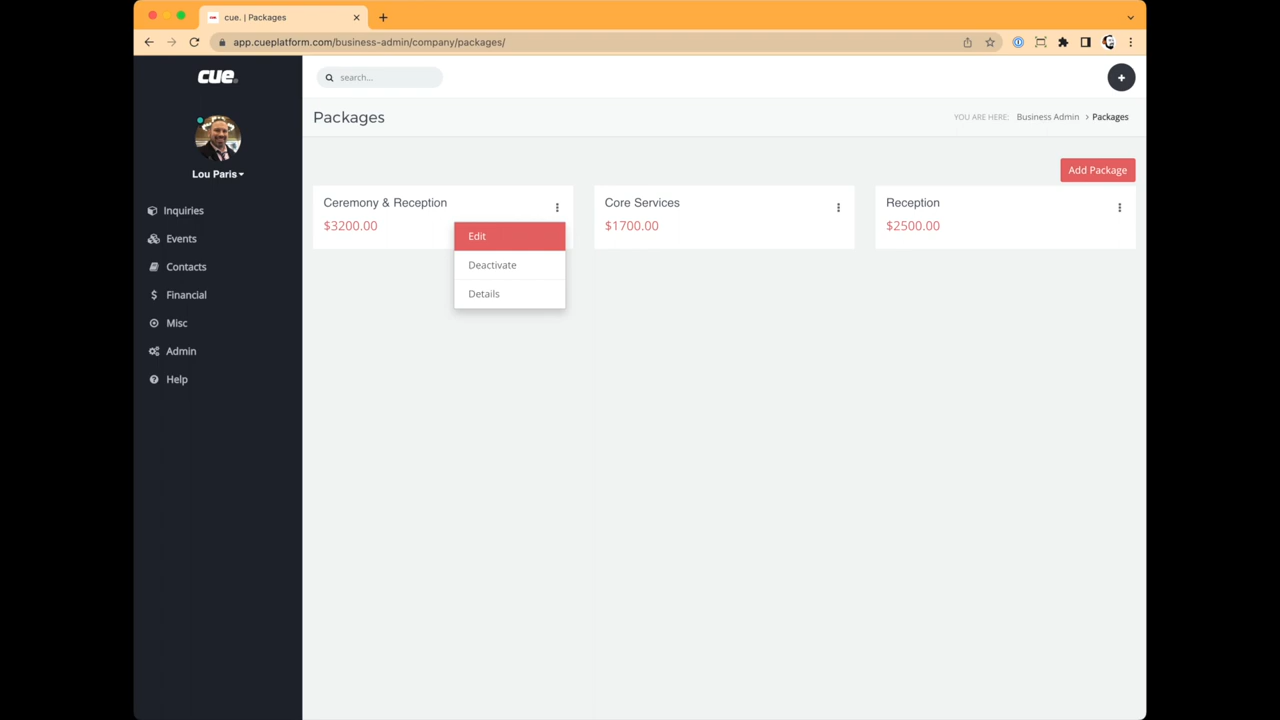 cue. | Packages
app.cueplatform.com/business-admin/company/packages/
cue.
search...
Lou Paris
Inquiries
Events
Contacts
Financial
Misc
Admin
Help
Packages
YOU ARE HERE: Business Admin > Packages
Add Package
Ceremony & Reception
$3200.00
Edit
Deactivate
Details
Core Services
$1700.00
Reception
$2500.00